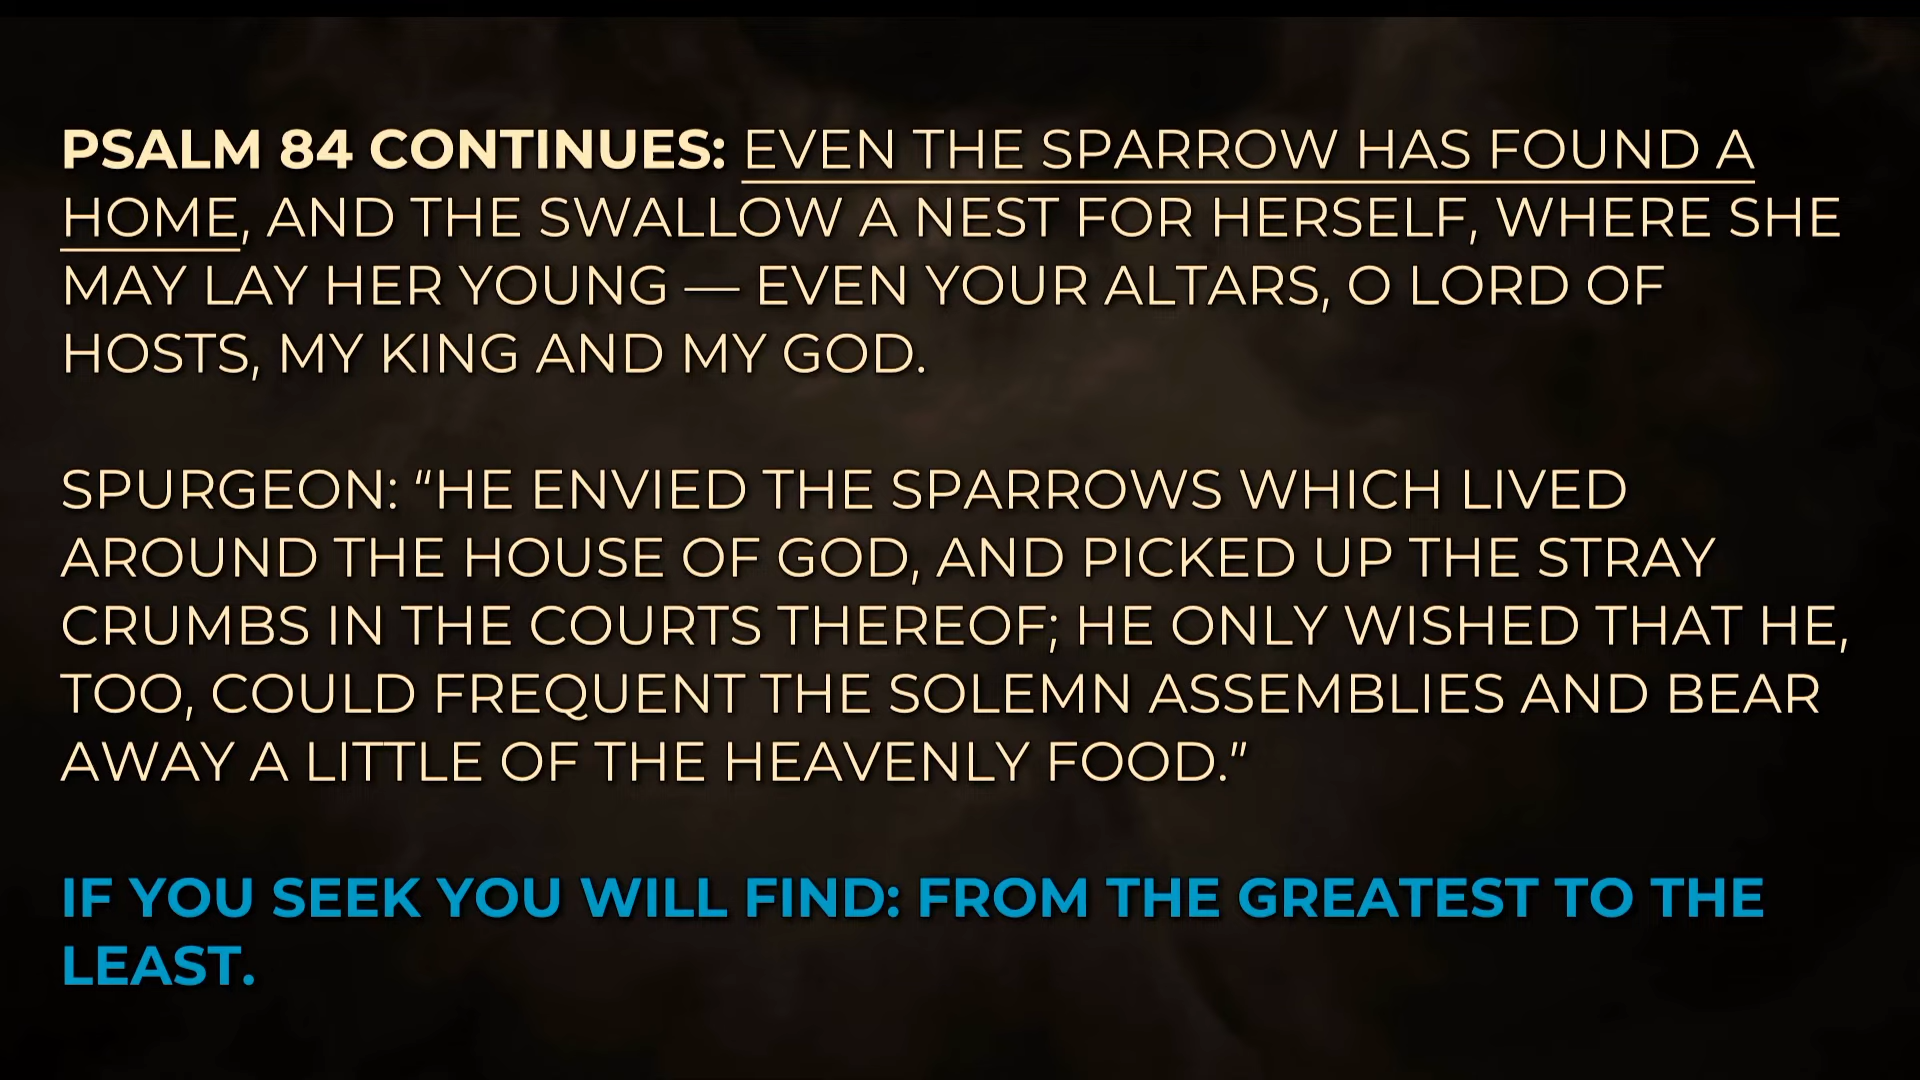 PSALM 84 CONTINUES: EVEN THE SPARROW HAS FOUND A
HOME, AND THE SWALLOW A NEST FOR HERSELF, WHERE SHE
MAY LAY HER YOUNG — EVEN YOUR ALTARS, O LORD OF
HOSTS, MY KING AND MY GOD.
SPURGEON: “HE ENVIED THE SPARROWS WHICH LIVED
AROUND THE HOUSE OF GOD, AND PICKED UP THE STRAY
CRUMBS IN THE COURTS THEREOF; HE ONLY WISHED THAT HE,
TOO, COULD FREQUENT THE SOLEMN ASSEMBLIES AND BEAR
AWAY A LITTLE OF THE HEAVENLY FOOD.”
IF YOU SEEK YOU WILL FIND: FROM THE GREATEST TO THE
LEAST.